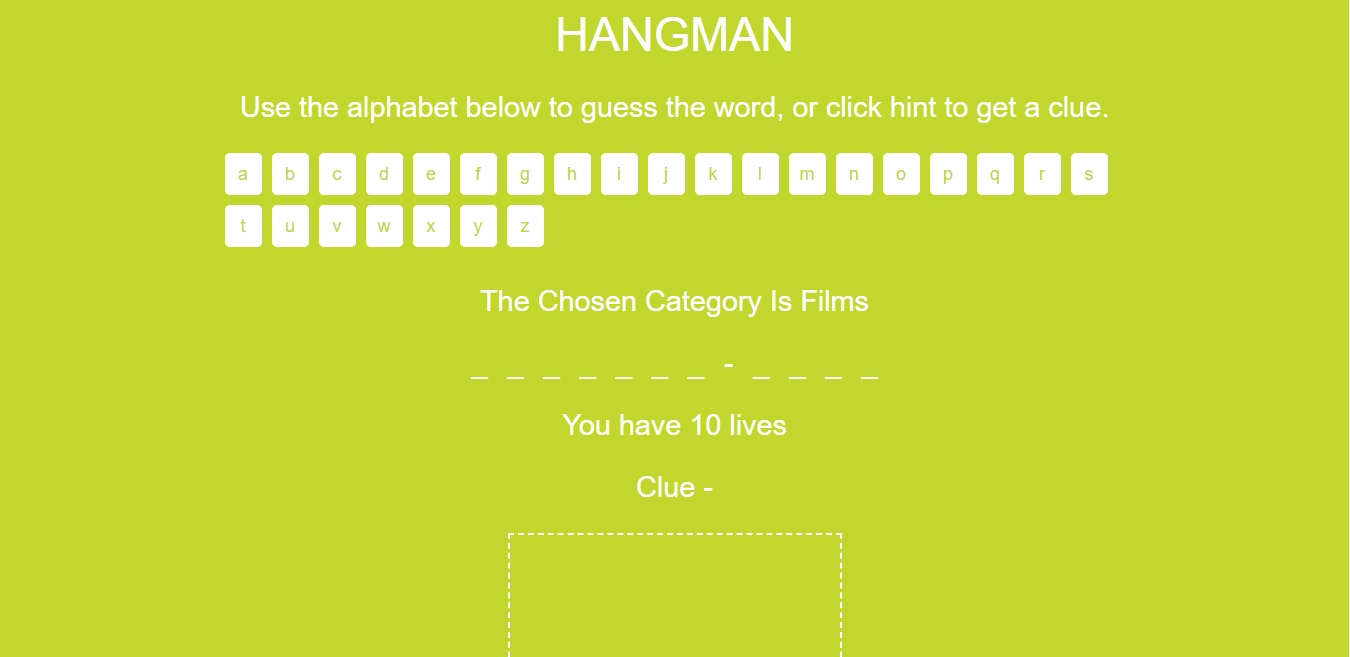 HANGMAN
Use the alphabet below to guess the word, or click hint to get a clue.
a b c d e f g h i j k l m n o p q r s
t u v w x y z
The Chosen Category Is Films
_ _ _ _ _ _ _ - _ _ _ _
You have 10 lives
Clue -